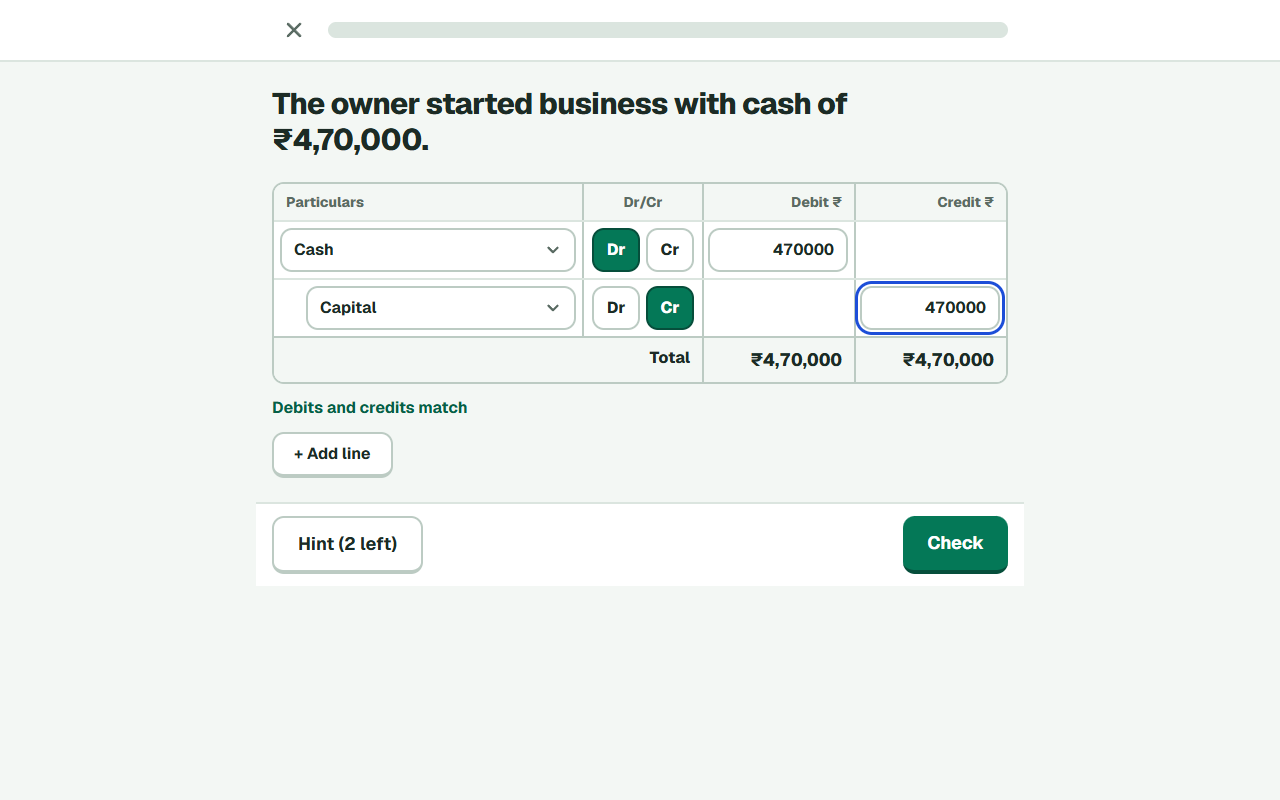 The owner started business with cash of
₹4,70,000.
Particulars Dr/Cr Debit ₹ Credit ₹
Cash Dr Cr 470000
Capital Dr Cr 470000
Total ₹4,70,000 ₹4,70,000
Debits and credits match
+ Add line
Hint (2 left) Check